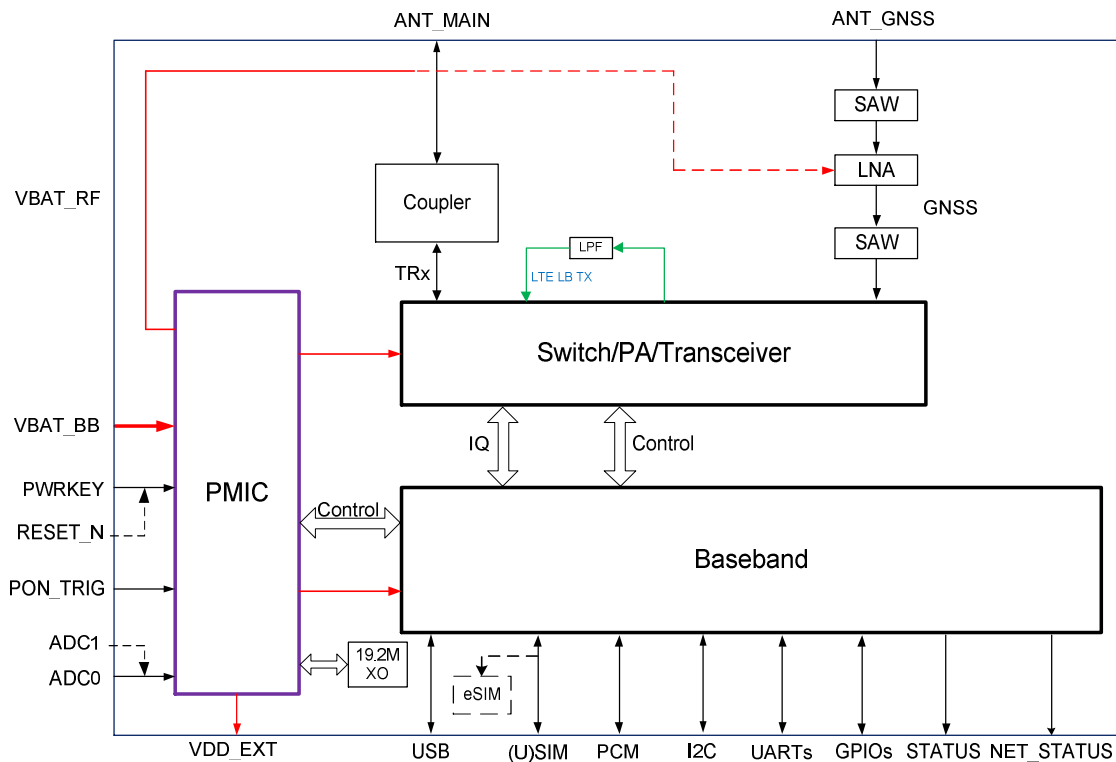 ANT_MAIN
ANT_GNSS
SAW
LNA
VBAT_RF
Coupler
GNSS
SAW
LPF
TRx
LTE LB TX
Switch/PA/Transceiver
VBAT_BB
IQ
Control
PWRKEY
PMIC
RESET_N
Control
Baseband
PON_TRIG
ADC1
19.2M
XO
ADC0
eSIM
VDD_EXT
USB
(U)SIM
PCM
I2C
UARTs
GPIOs
STATUS
NET_STATUS